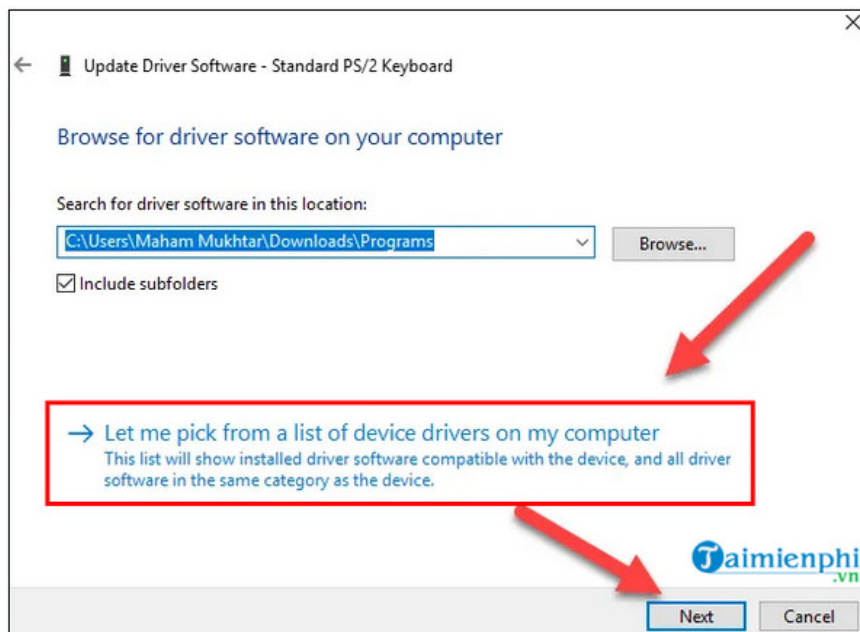 Update Driver Software - Standard PS/2 Keyboard
Browse for driver software on your computer
Search for driver software in this location:
C:\Users\Maham Mukhtar\Downloads\Programs
Browse...
Include subfolders
Let me pick from a list of device drivers on my computer
This list will show installed driver software compatible with the device, and all driver
software in the same category as the device.
Taimienphi
.vn
Next
Cancel